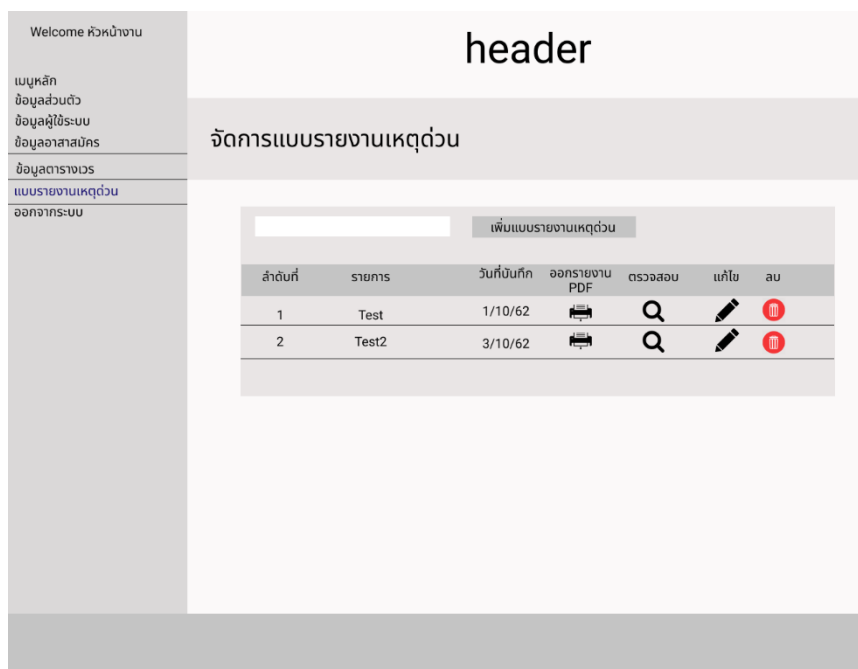 Welcome หัวหน้างาน
header
เมนูหลัก
ข้อมูลส่วนตัว
ข้อมูลผู้ใช้ระบบ
ข้อมูลอาสาสมัคร
ข้อมูลตารางเวร
แบบรายงานเหตุด่วน
ออกจากระบบ
จัดการแบบรายงานเหตุด่วน
เพิ่มแบบรายงานเหตุด่วน
ลำดับที่ รายการ วันที่บันทึก ออกรายงาน PDF ตรวจสอบ แก้ไข ลบ
1 Test 1/10/62
2 Test2 3/10/62